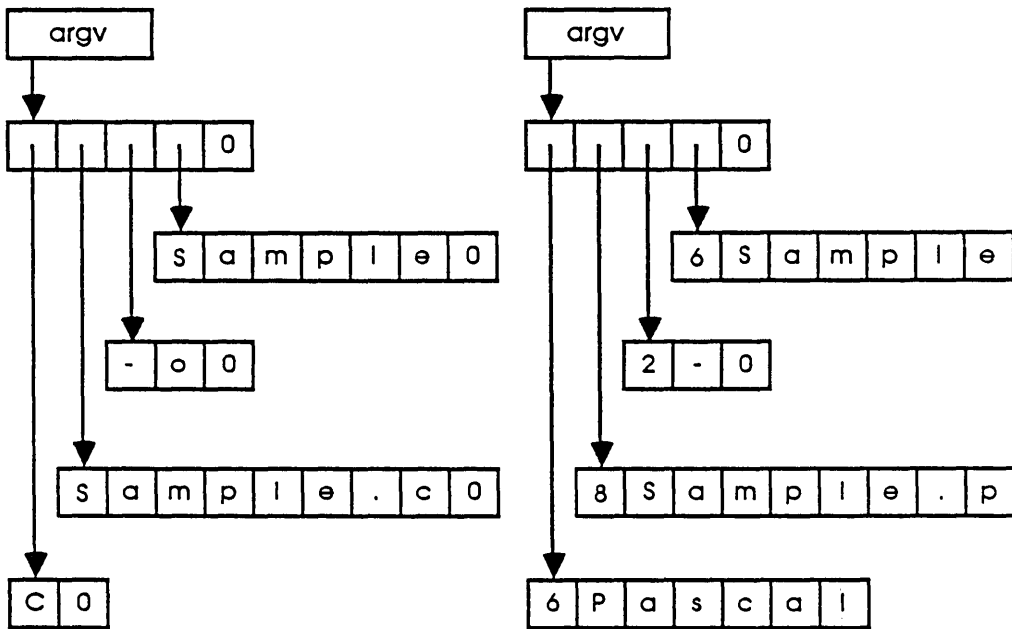 argv argv
0 0
S a m p l e 0 6 S a m p l e
- o 0 2 - 0
S a m p l e . c 0 8 S a m p l e . p
C 0 6 P a s c a l